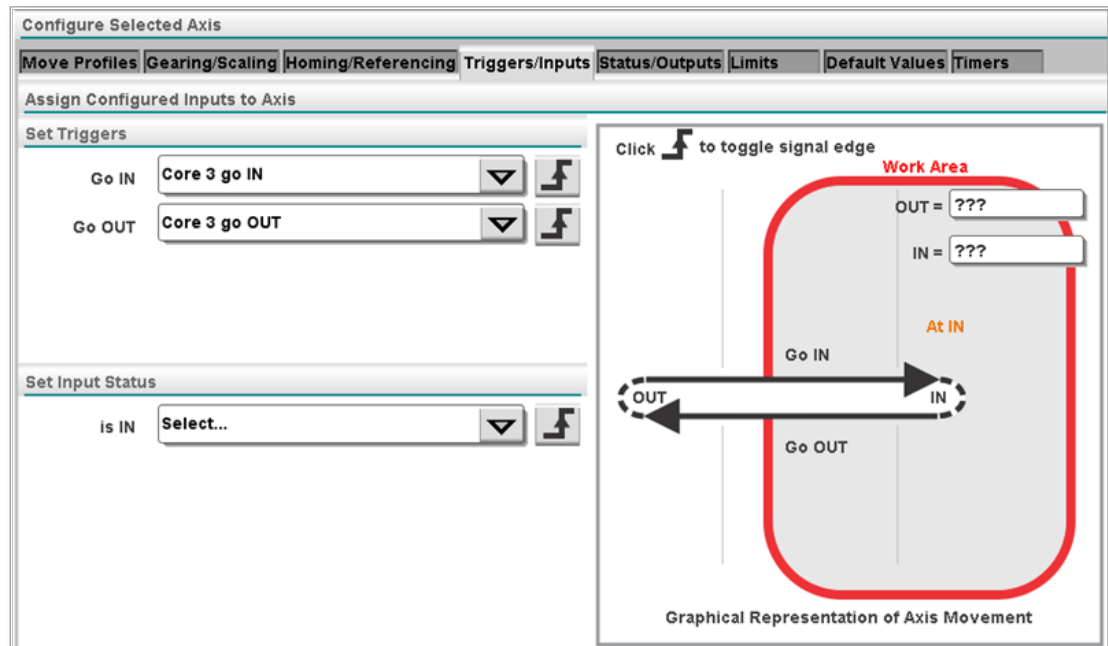 Configure Selected Axis
Move Profiles Gearing/Scaling Homing/Referencing Triggers/Inputs Status/Outputs Limits Default Values Timers
Assign Configured Inputs to Axis
Set Triggers
Go IN Core 3 go IN
Go OUT Core 3 go OUT
Set Input Status
is IN Select...
Click to toggle signal edge
Work Area
OUT = ???
IN = ???
At IN
Go IN
OUT IN
Go OUT
Graphical Representation of Axis Movement